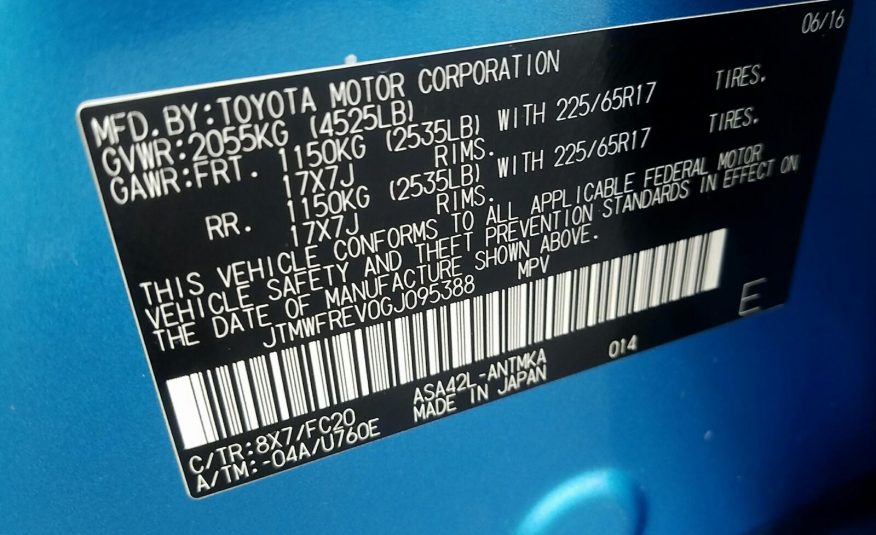 06/16
MFD. BY: TOYOTA MOTOR CORPORATION
GVWR: 2055KG (4525LB)
GAWR: FRT. 1150KG (2535LB) WITH 225/65R17 TIRES.
17X7J RIMS.
RR. 1150KG (2535LB) WITH 225/65R17 TIRES.
17X7J RIMS.
THIS VEHICLE CONFORMS TO ALL APPLICABLE FEDERAL MOTOR
VEHICLE SAFETY AND THEFT PREVENTION STANDARDS IN EFFECT ON
THE DATE OF MANUFACTURE SHOWN ABOVE.
JTMWFREV0GJ095388 MPV
E
C/TR: 8X7/FC20 ASA42L-ANTMKA 014
A/TM: -04A/U760E MADE IN JAPAN